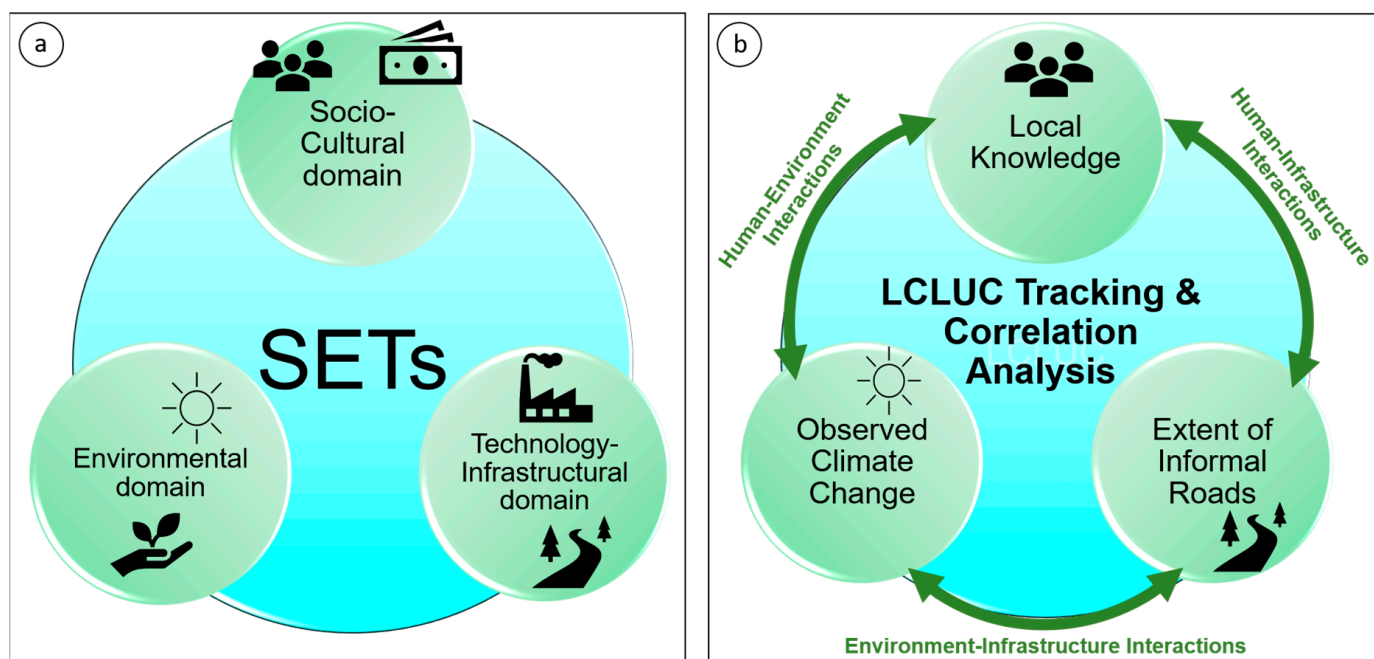 a
Socio-
Cultural
domain
SETs
Environmental
domain
Technology-
Infrastructural
domain
b
Local
Knowledge
Human-Environment
Interactions
Human-Infrastructure
Interactions
LCLUC Tracking &
Correlation
LCLUC
Analysis
Observed
Climate
Change
Extent of
Informal
Roads
Environment-Infrastructure Interactions